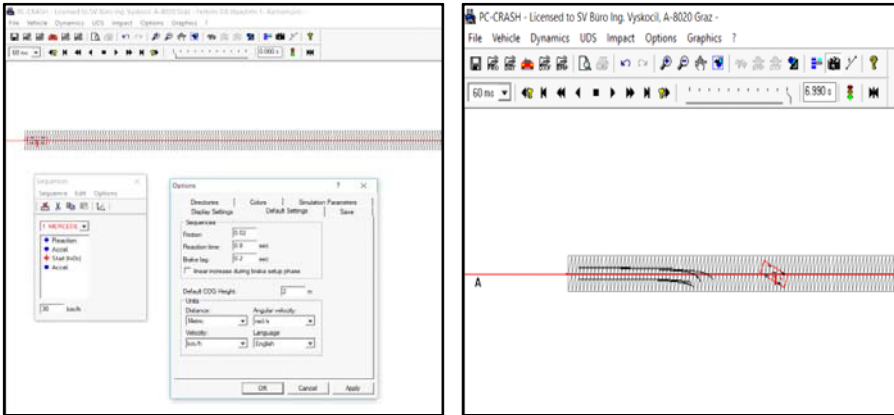 PC-CRASH - Licensed to SV Büro Ing. Vyskocil, A-8020 Graz -
File Vehicle Dynamics UDS Impact Options Graphics ?
60 ms
0.000 s
Sequences
Sequence Edit Options
1 MERCEDE
Reaction
Accel
Start (t=0s)
Accel
30 km/h
Options ? ×
Directories Colors Simulation Parameters
Display Settings Default Settings Save
Sequences
Friction: 0.02
Reaction time: 0.8 sec
Brake lag: 0.2 sec
linear increase during brake setup phase
Default COG Height: m
Units
Distance: Angular velocity:
Metric rad/s
Velocity: Language:
km/h English
OK Cancel Apply
PC-CRASH - Licensed to SV Büro Ing. Vyskocil, A-8020 Graz -
File Vehicle Dynamics UDS Impact Options Graphics ?
60 ms
6.990 s
A